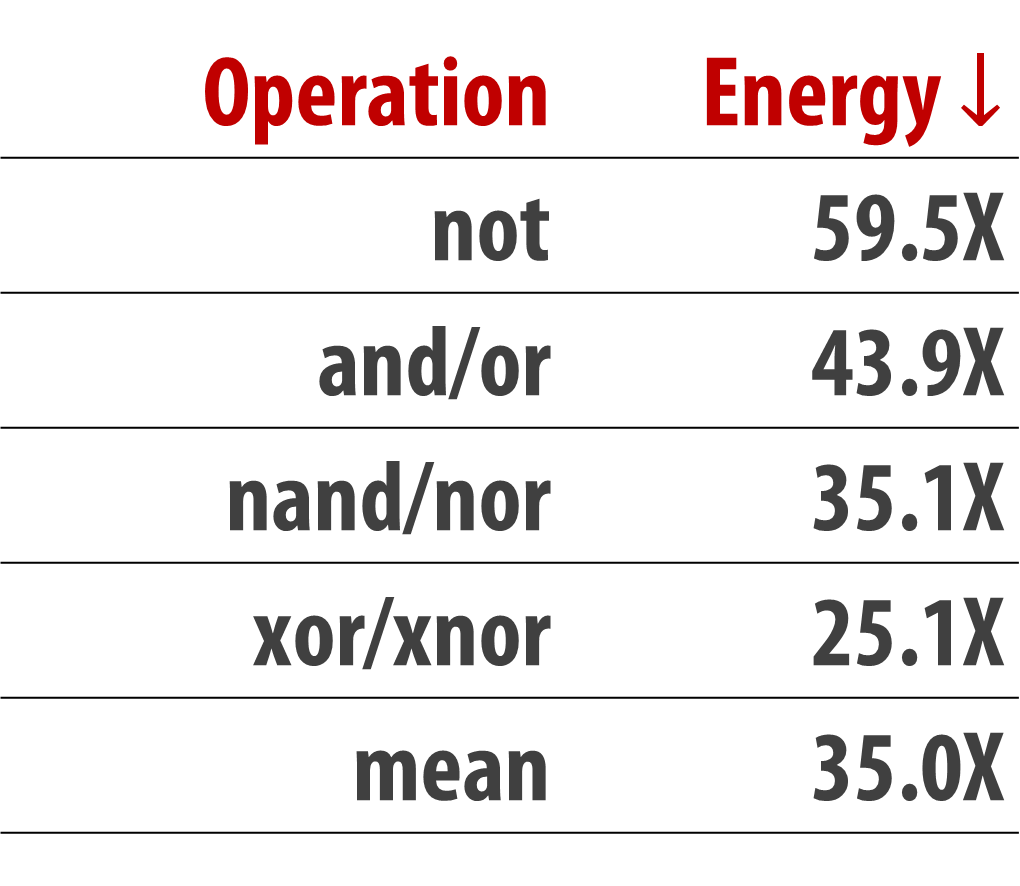 Operation Energy ↓
not 59.5X
and/or 43.9X
nand/nor 35.1X
xor/xnor 25.1X
mean 35.0X